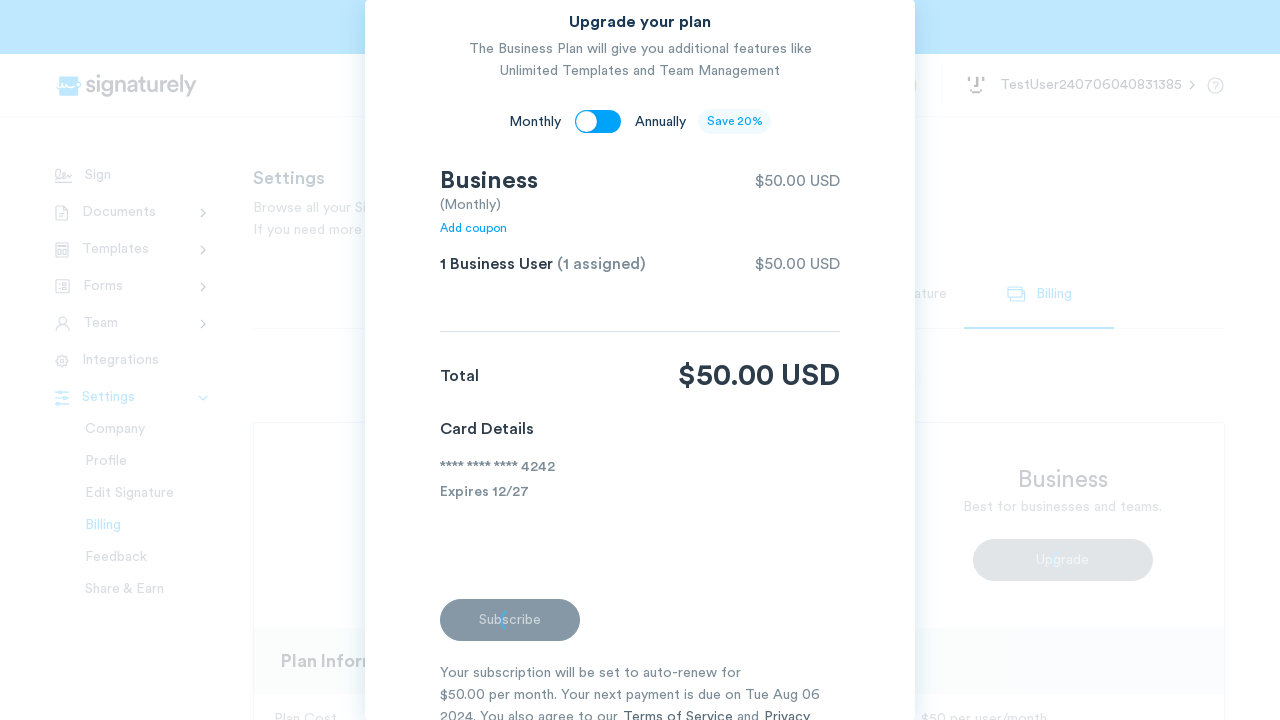 Upgrade your plan
The Business Plan will give you additional features like
Unlimited Templates and Team Management
signaturely
TestUser240706040831385
Monthly
Annually
Save 20%
Sign
Documents
Templates
Forms
Team
Integrations
Settings
Company
Profile
Edit Signature
Billing
Feedback
Share & Earn
Settings
Browse all your Si
If you need more
Business
$50.00 USD
(Monthly)
Add coupon
1 Business User (1 assigned)
$50.00 USD
Total
$50.00 USD
Card Details
**** **** **** 4242
Expires 12/27
Subscribe
Your subscription will be set to auto-renew for
$50.00 per month. Your next payment is due on Tue Aug 06
2024. You also agree to our Terms of Service and Privacy
ature
Billing
Business
Best for businesses and teams.
Upgrade
Plan Inform
Plan Cost
$50 per user/month